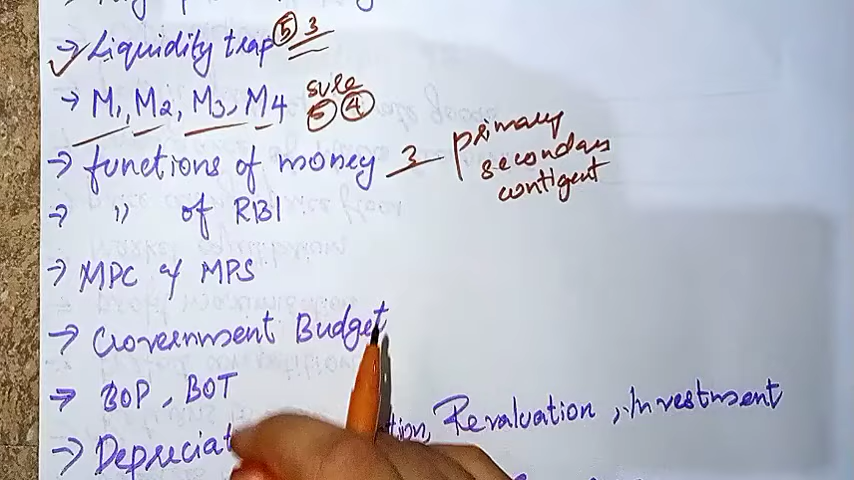 → Liquidity trap ⑤ 3
→ M1, M2, M3, M4 sure ⑤ ④
→ functions of money 3 primary
secondary
contigent
→ " of RBI
→ MPC & MPS
→ Government Budget
→ BOP, BOT
→ Depreciat tion, Revaluation, Investment